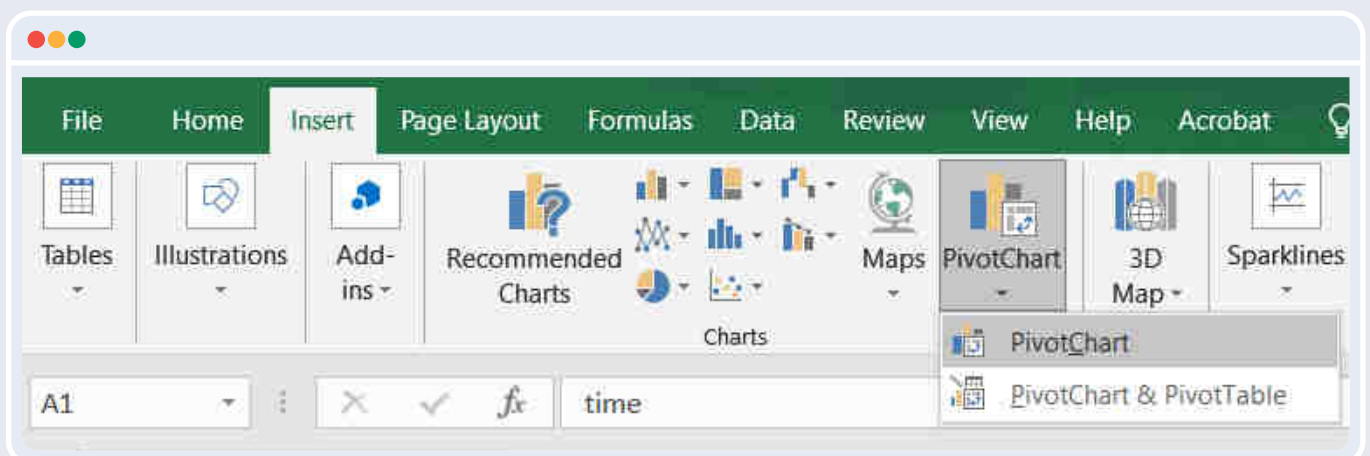 File Home Insert Page Layout Formulas Data Review View Help Acrobat
Tables
Illustrations
Add-
ins
Recommended
Charts
Maps
PivotChart
3D
Map
Sparklines
Charts
PivotChart
PivotChart & PivotTable
A1
fx
time